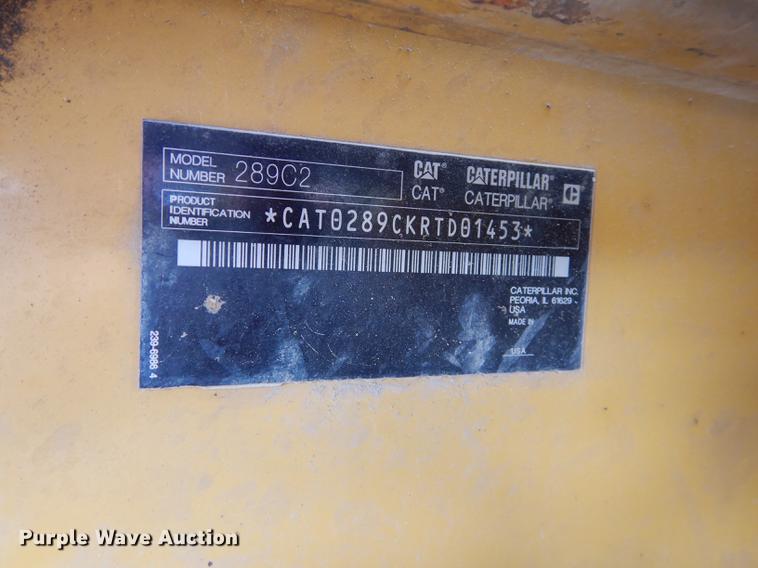 MODEL NUMBER 289C2
CAT® CATERPILLAR®
CAT® CATERPILLAR®
PRODUCT IDENTIFICATION NUMBER *CAT0289CKRTD01453*
CATERPILLAR INC.
PEORIA, IL 61629
USA
MADE IN
USA
239-6966 4
Purple Wave Auction